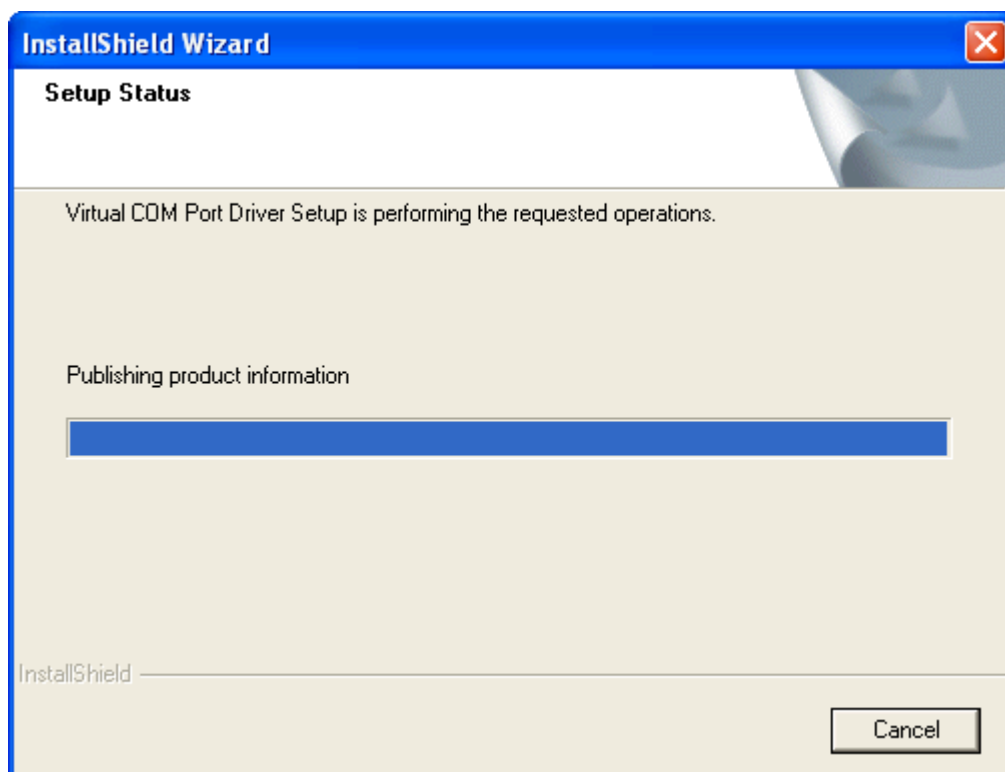 InstallShield Wizard
Setup Status
Virtual COM Port Driver Setup is performing the requested operations.
Publishing product information
InstallShield
Cancel